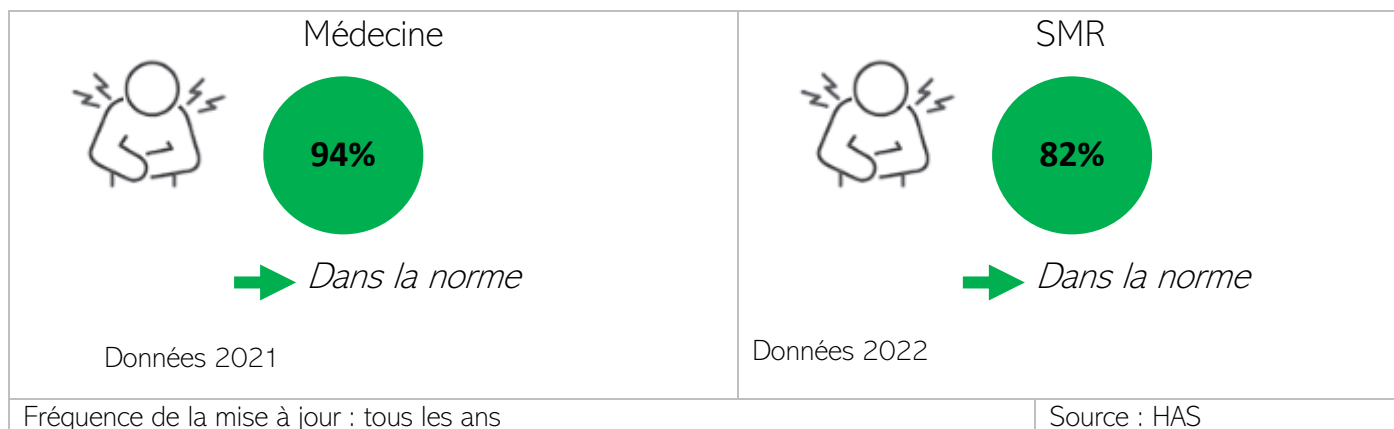 Médecine
94%
Dans la norme
Données 2021
SMR
82%
Dans la norme
Données 2022
Fréquence de la mise à jour : tous les ans
Source : HAS